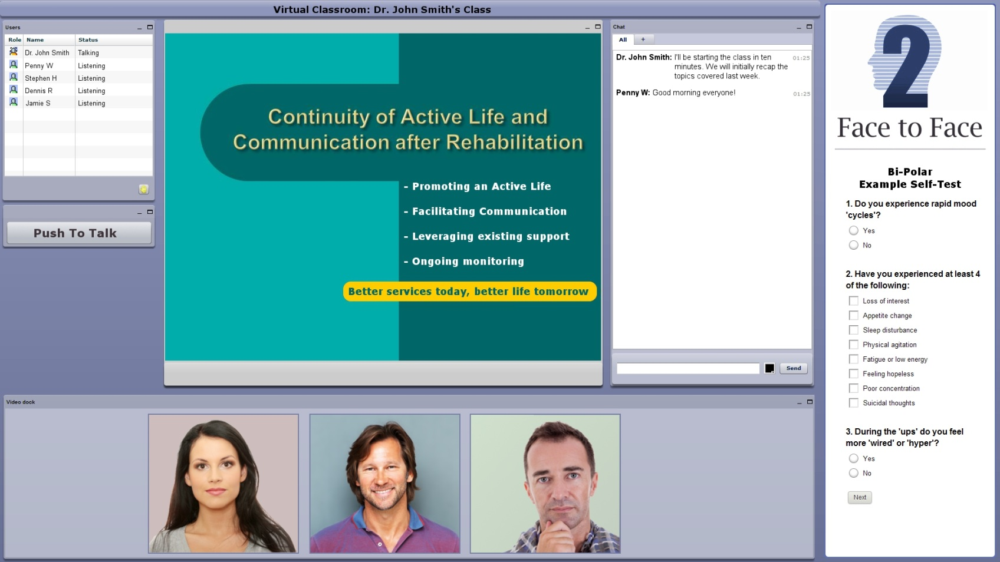 Virtual Classroom: Dr. John Smith's Class
Users
Role Name Status
Dr. John Smith Talking
Penny W Listening
Stephen H Listening
Dennis R Listening
Jamie S Listening
Push To Talk
Continuity of Active Life and
Communication after Rehabilitation
- Promoting an Active Life
- Facilitating Communication
- Leveraging existing support
- Ongoing monitoring
Better services today, better life tomorrow
Chat
All +
Dr. John Smith: I'll be starting the class in ten 01:25
minutes. We will initially recap the
topics covered last week.
Penny W: Good morning everyone! 01:25
Send
Video dock
2
Face to Face
Bi-Polar
Example Self-Test
1. Do you experience rapid mood
'cycles'?
Yes
No
2. Have you experienced at least 4
of the following:
Loss of interest
Appetite change
Sleep disturbance
Physical agitation
Fatigue or low energy
Feeling hopeless
Poor concentration
Suicidal thoughts
3. During the 'ups' do you feel
more 'wired' or 'hyper'?
Yes
No
Next